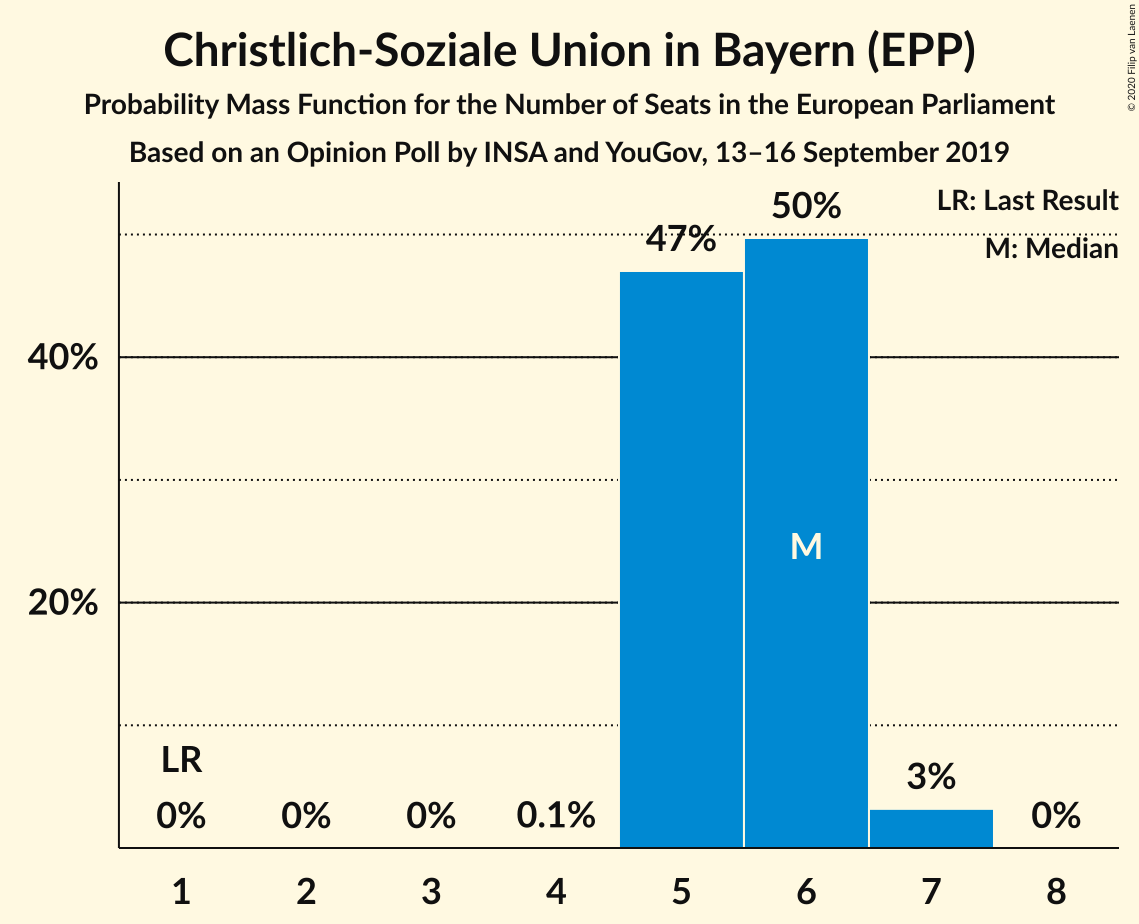 Christlich-Soziale Union in Bayern (EPP)
Probability Mass Function for the Number of Seats in the European Parliament
Based on an Opinion Poll by INSA and YouGov, 13–16 September 2019
© 2020 Filip van Laenen
LR: Last Result
M: Median
50%
47%
40%
M
20%
LR
3%
0% 0% 0% 0.1% 0%
1 2 3 4 5 6 7 8